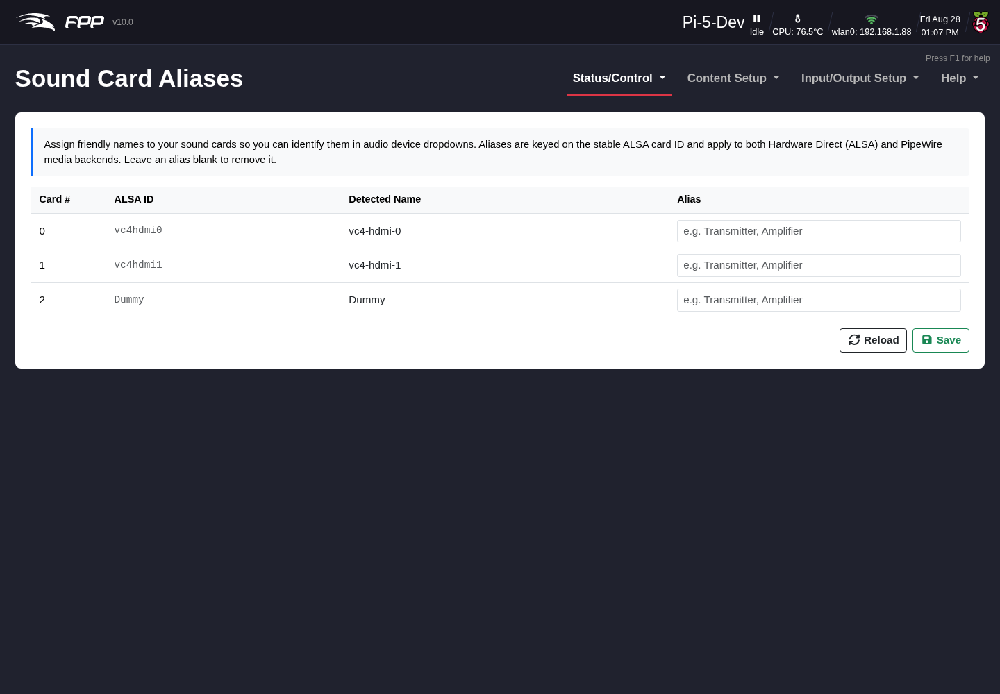 FPP v10.0
Pi-5-Dev
Idle
CPU: 76.5°C
wlan0: 192.168.1.88
Fri Aug 28
01:07 PM
5
Press F1 for help
Sound Card Aliases
Status/Control
Content Setup
Input/Output Setup
Help
Assign friendly names to your sound cards so you can identify them in audio device dropdowns. Aliases are keyed on the stable ALSA card ID and apply to both Hardware Direct (ALSA) and PipeWire
media backends. Leave an alias blank to remove it.
Card # ALSA ID Detected Name Alias
0 vc4hdmi0 vc4-hdmi-0 e.g. Transmitter, Amplifier
1 vc4hdmi1 vc4-hdmi-1 e.g. Transmitter, Amplifier
2 Dummy Dummy e.g. Transmitter, Amplifier
Reload Save